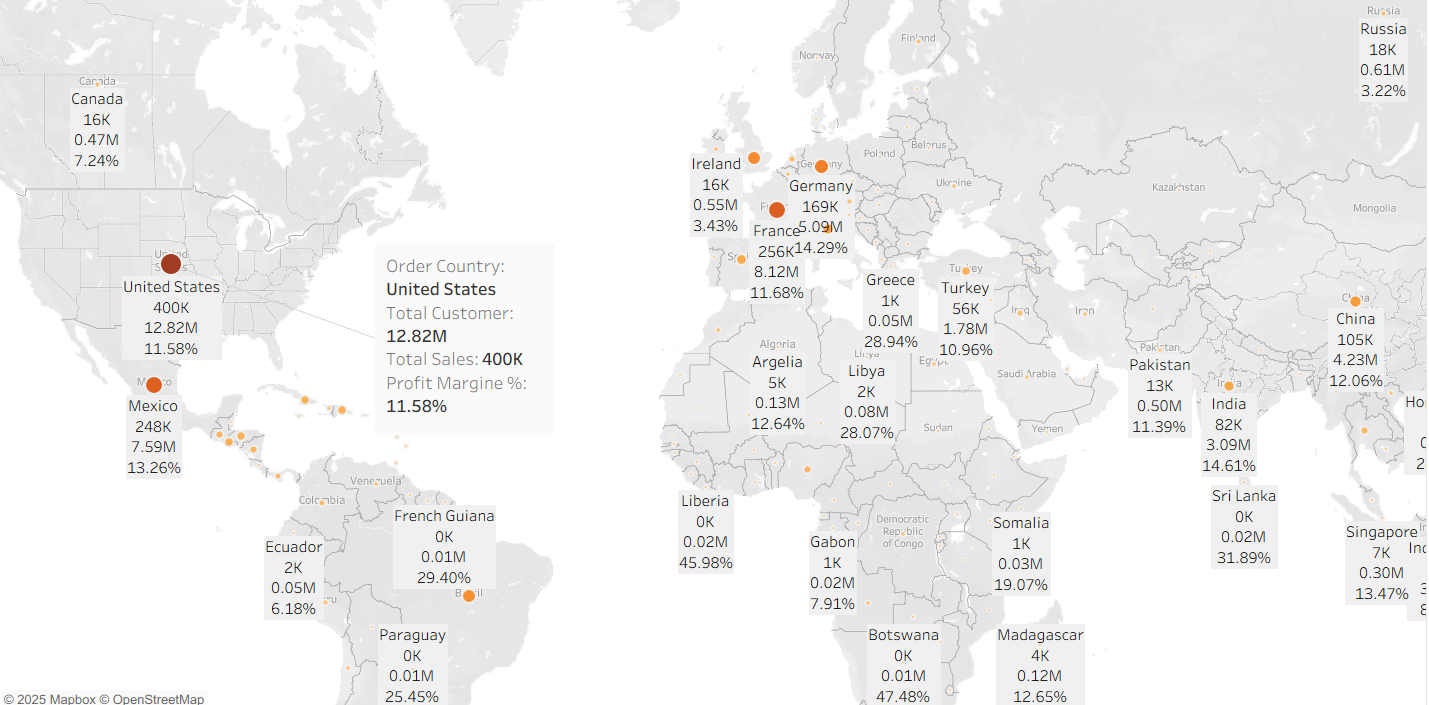 Russia
Russia
18K
0.61M
3.22%
Finland
Norway
Canada
Canada
16K
0.47M
7.24%
Belarus
Poland
Germany
Ireland
16K
0.55M
3.43%
Germany
169K
5.09M
14.29%
Ukraine
Kazakhstan
Mongolia
France
256K
8.12M
11.68%
United
United States
400K
12.82M
11.58%
Order Country:
United States
Total Customer:
12.82M
Total Sales: 400K
Profit Margine %:
11.58%
Greece
1K
0.05M
28.94%
Turkey
Turkey
56K
1.78M
10.96%
Iraq
Iran
China
China
105K
4.23M
12.06%
Algeria
Argelia
5K
0.13M
12.64%
Libya
Libya
2K
0.08M
28.07%
Egypt
Saudi Arabia
Pakistan
Pakistan
13K
0.50M
11.39%
India
India
82K
3.09M
14.61%
Mexico
Mexico
248K
7.59M
13.26%
Sudan
Yemen
Venezuela
Colombia
French Guiana
0K
0.01M
29.40%
Ecuador
2K
0.05M
6.18%
Brazil
Liberia
0K
0.02M
45.98%
Democratic
Republic
of Congo
Gabon
1K
0.02M
7.91%
Somalia
1K
0.03M
19.07%
Sri Lanka
0K
0.02M
31.89%
Singapore
7K
0.30M
13.47%
Paraguay
0K
0.01M
25.45%
Botswana
0K
0.01M
47.48%
Madagascar
4K
0.12M
12.65%
© 2025 Mapbox © OpenStreetMap